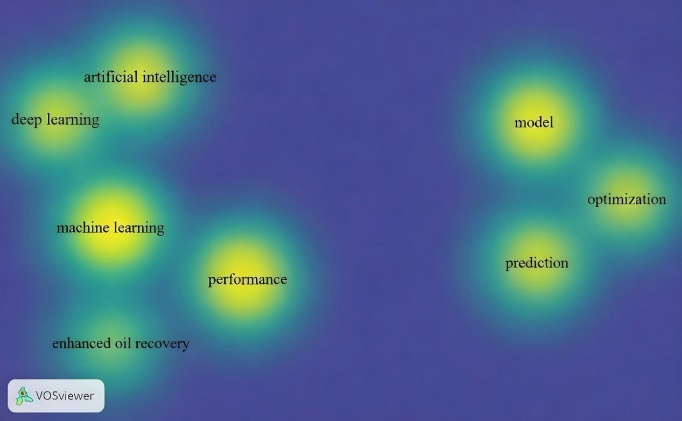 artificial intelligence
deep learning
model
optimization
machine learning
prediction
performance
enhanced oil recovery
VOSviewer